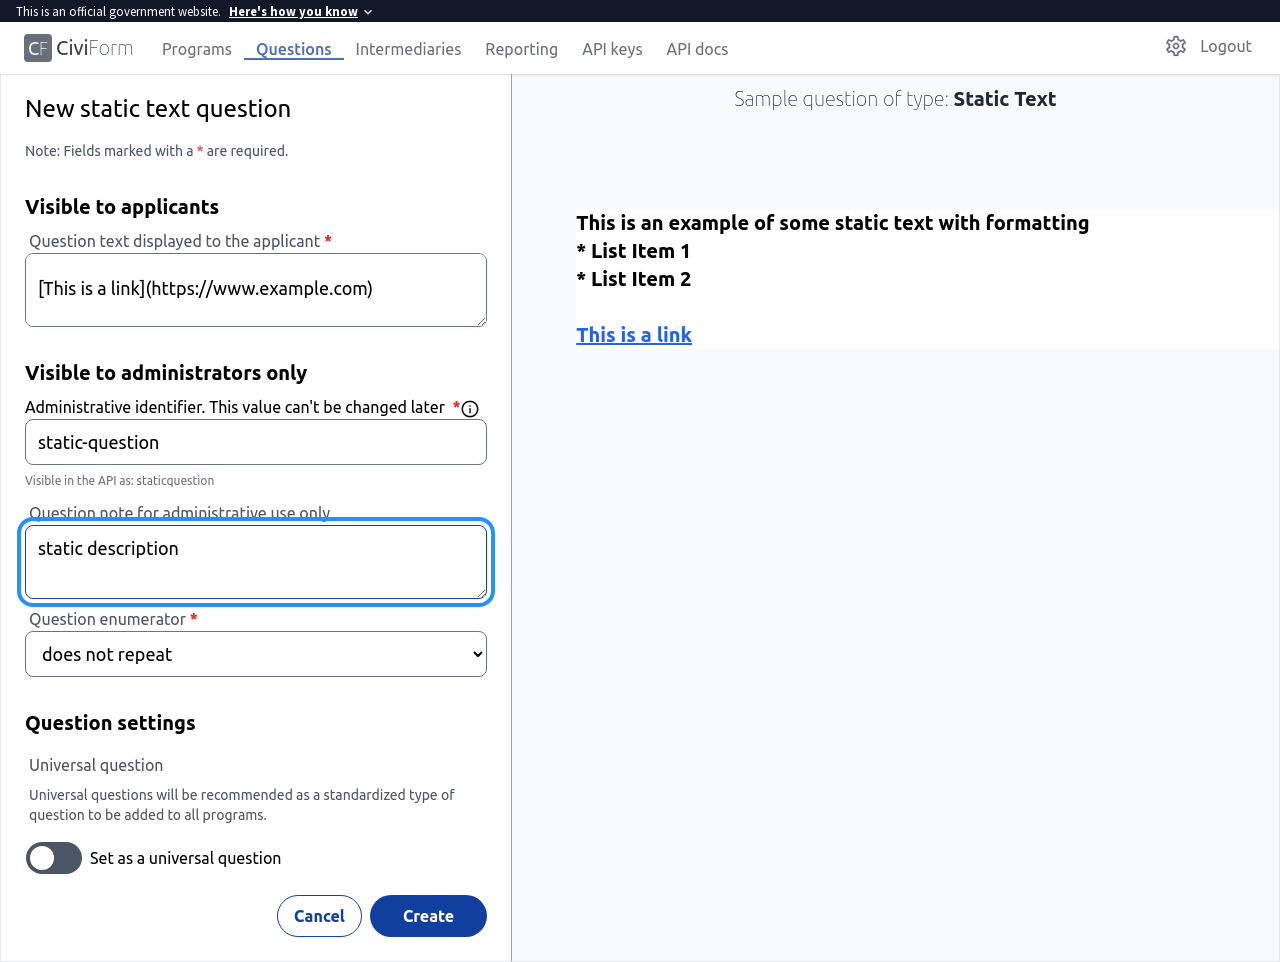 This is an official government website. Here's how you know
CF CiviForm Programs Questions Intermediaries Reporting API keys API docs Logout
New static text question
Note: Fields marked with a * are required.
Visible to applicants
Question text displayed to the applicant *
[This is a link](https://www.example.com)
Visible to administrators only
Administrative identifier. This value can't be changed later *
static-question
Visible in the API as: staticquestion
Question note for administrative use only
static description
Question enumerator *
does not repeat
Question settings
Universal question
Universal questions will be recommended as a standardized type of
question to be added to all programs.
Set as a universal question
Cancel Create
Sample question of type: Static Text
This is an example of some static text with formatting
* List Item 1
* List Item 2
This is a link